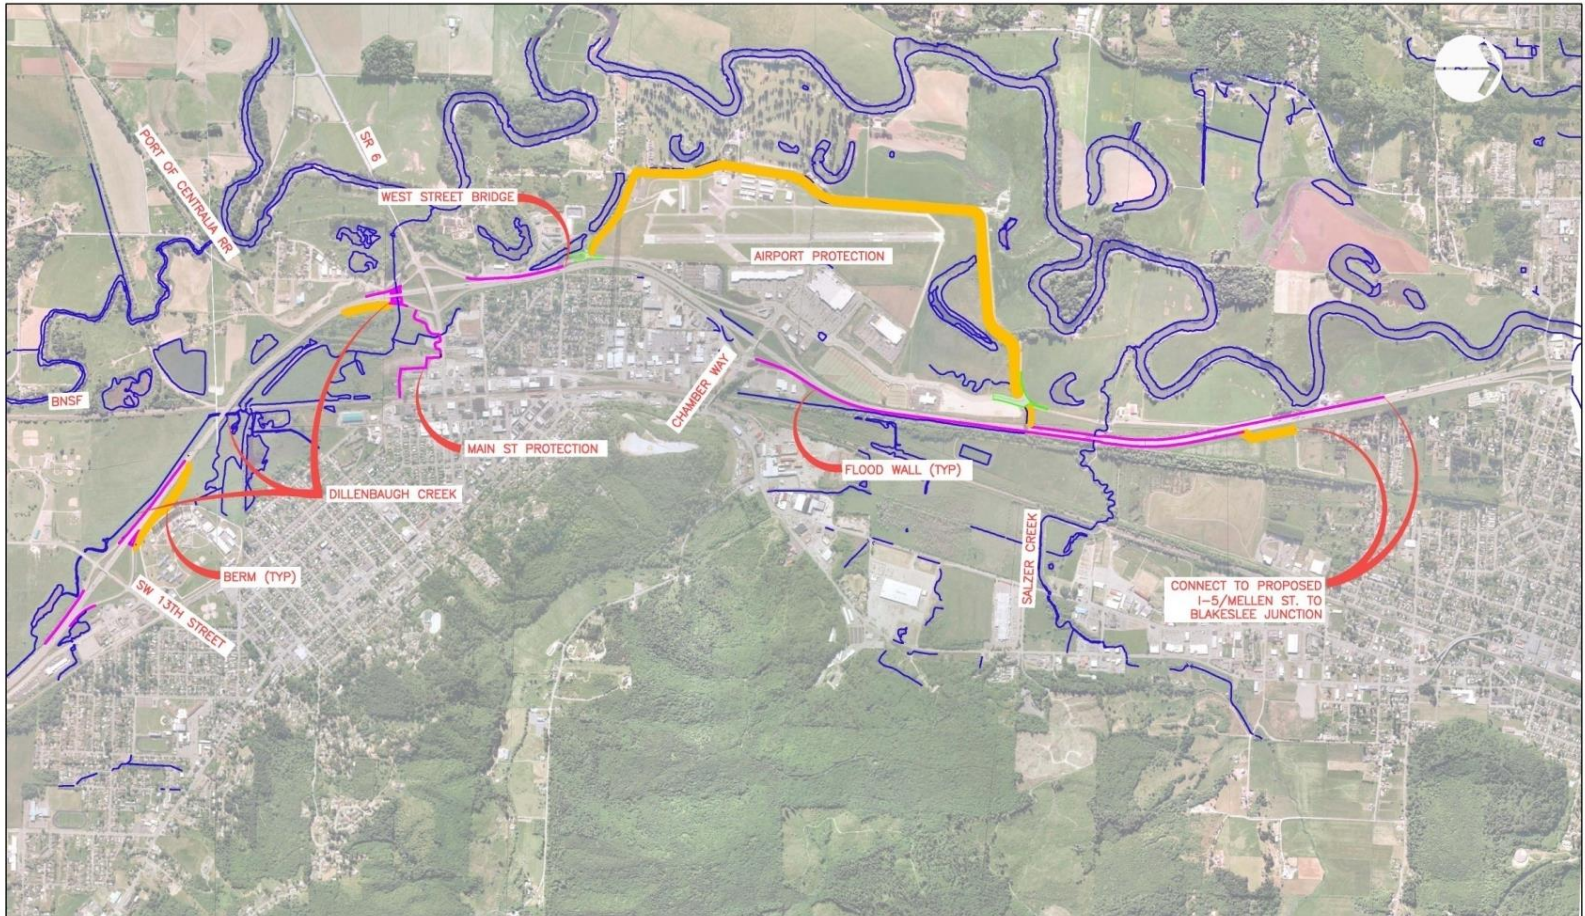 PORT OF CENTRALIA RR
SR 6
WEST STREET BRIDGE
AIRPORT PROTECTION
BNSF
CHAMBER WAY
MAIN ST PROTECTION
FLOOD WALL (TYP)
DILLENBAUGH CREEK
SALZER CREEK
BERM (TYP)
SW 13TH STREET
CONNECT TO PROPOSED
I-5/MELLEN ST. TO
BLAKESLEE JUNCTION